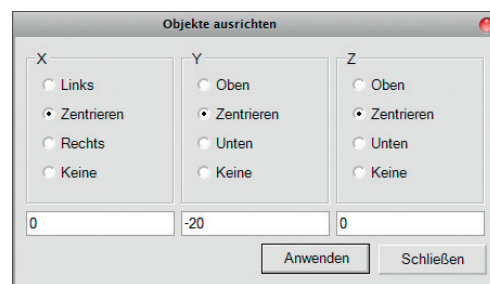 Objekte ausrichten
X Y Z
Links Oben Oben
Zentrieren Zentrieren Zentrieren
Rechts Unten Unten
Keine Keine Keine
0 -20 0
Anwenden Schließen